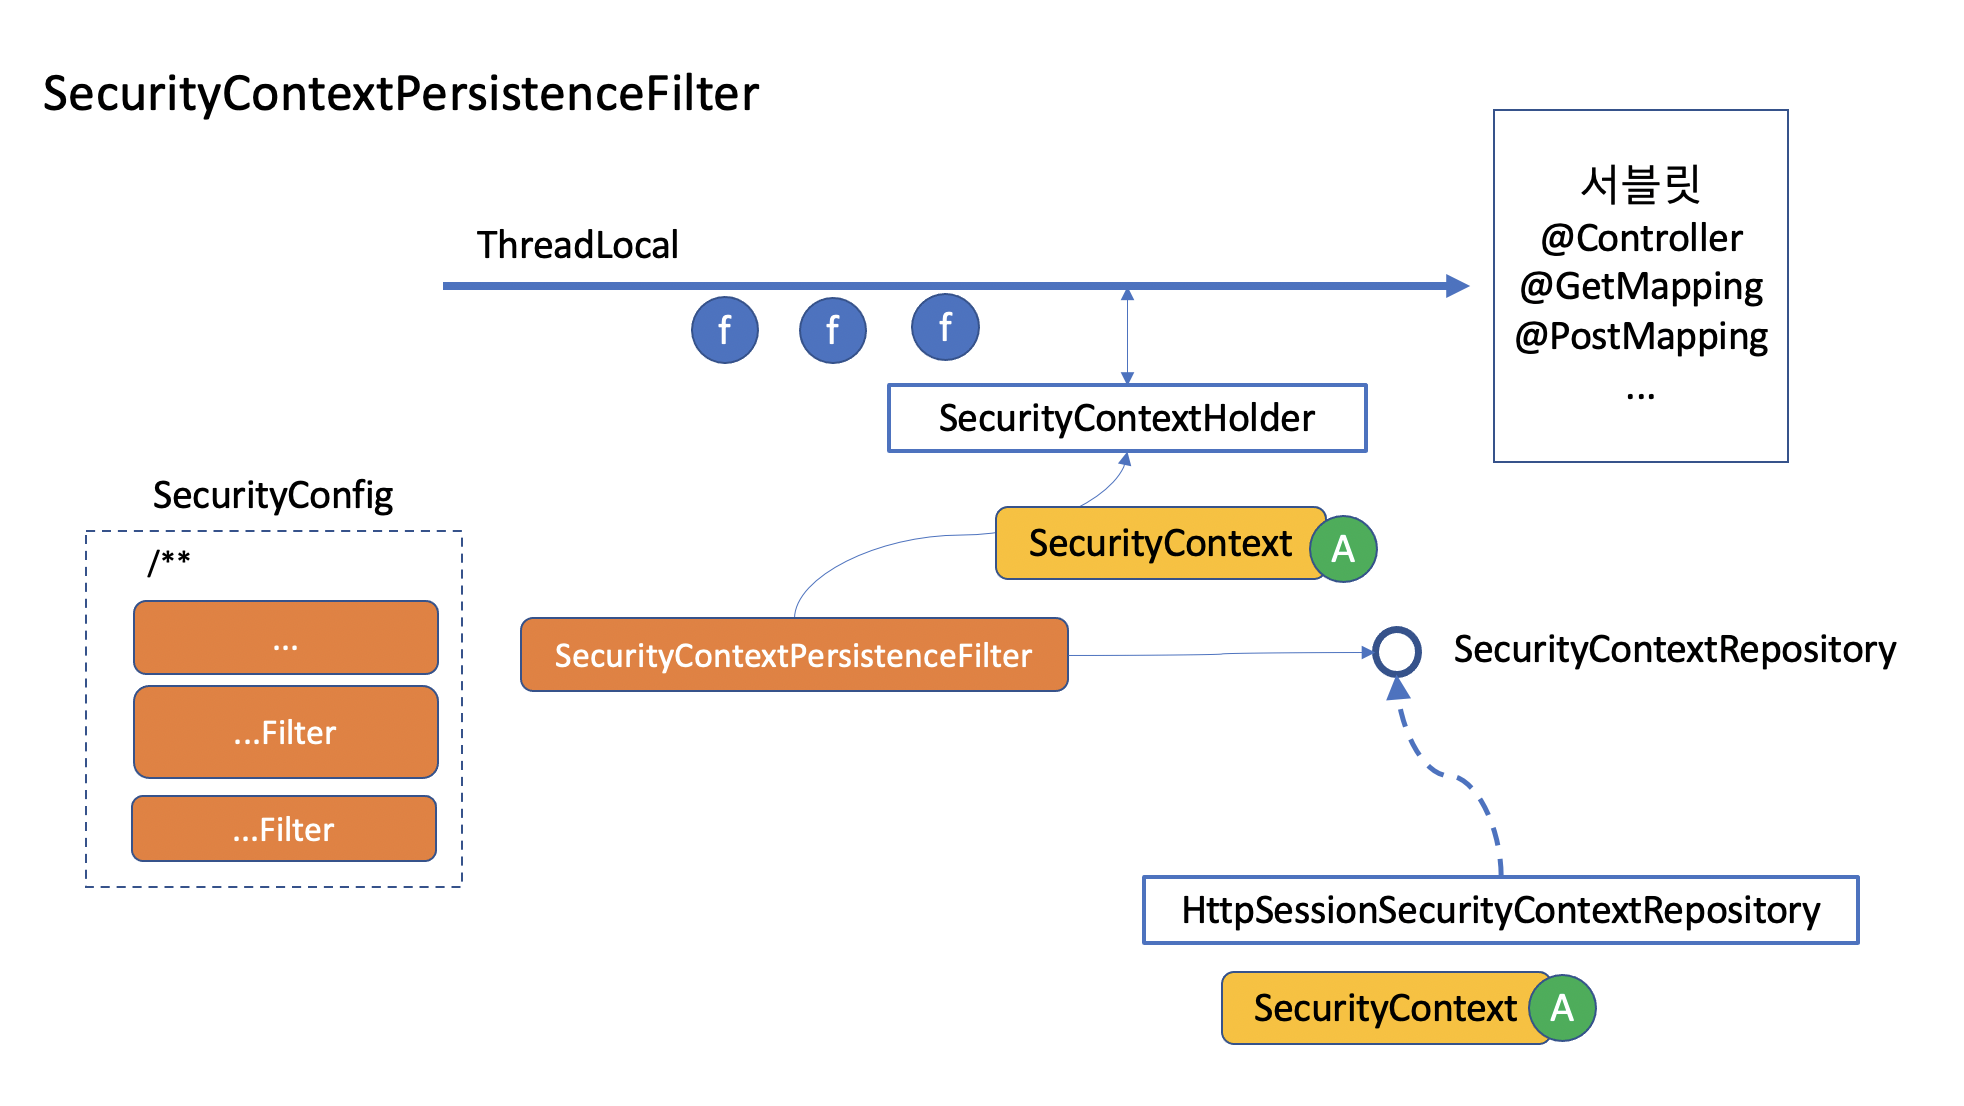 SecurityContextPersistenceFilter
ThreadLocal
f
f
f
서블릿
@Controller
@GetMapping
@PostMapping
...
SecurityContextHolder
SecurityConfig
/**
...
...Filter
...Filter
SecurityContext
A
SecurityContextPersistenceFilter
SecurityContextRepository
HttpSessionSecurityContextRepository
SecurityContext
A